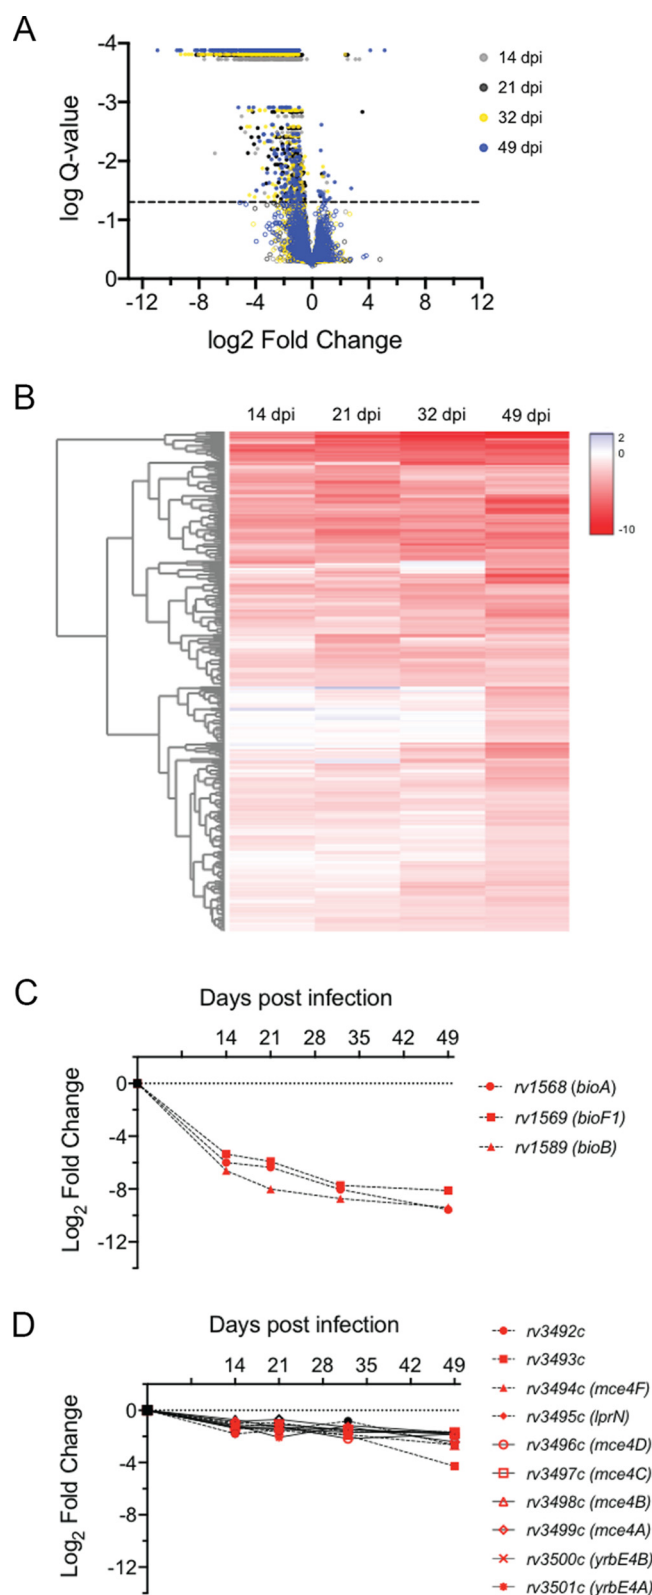 A
-4
-3
-2
-1
0
log Q-value
-12 -8 -4 0 4 8 12
log2 Fold Change
14 dpi
21 dpi
32 dpi
49 dpi
B
14 dpi 21 dpi 32 dpi 49 dpi
2
0
-10
C
Days post infection
14 21 28 35 42 49
0
-4
-8
-12
Log2 Fold Change
rv1568 (bioA)
rv1569 (bioF1)
rv1589 (bioB)
D
Days post infection
14 21 28 35 42 49
0
-4
-8
-12
Log2 Fold Change
rv3492c
rv3493c
rv3494c (mce4F)
rv3495c (lprN)
rv3496c (mce4D)
rv3497c (mce4C)
rv3498c (mce4B)
rv3499c (mce4A)
rv3500c (yrbE4B)
rv3501c (yrbE4A)